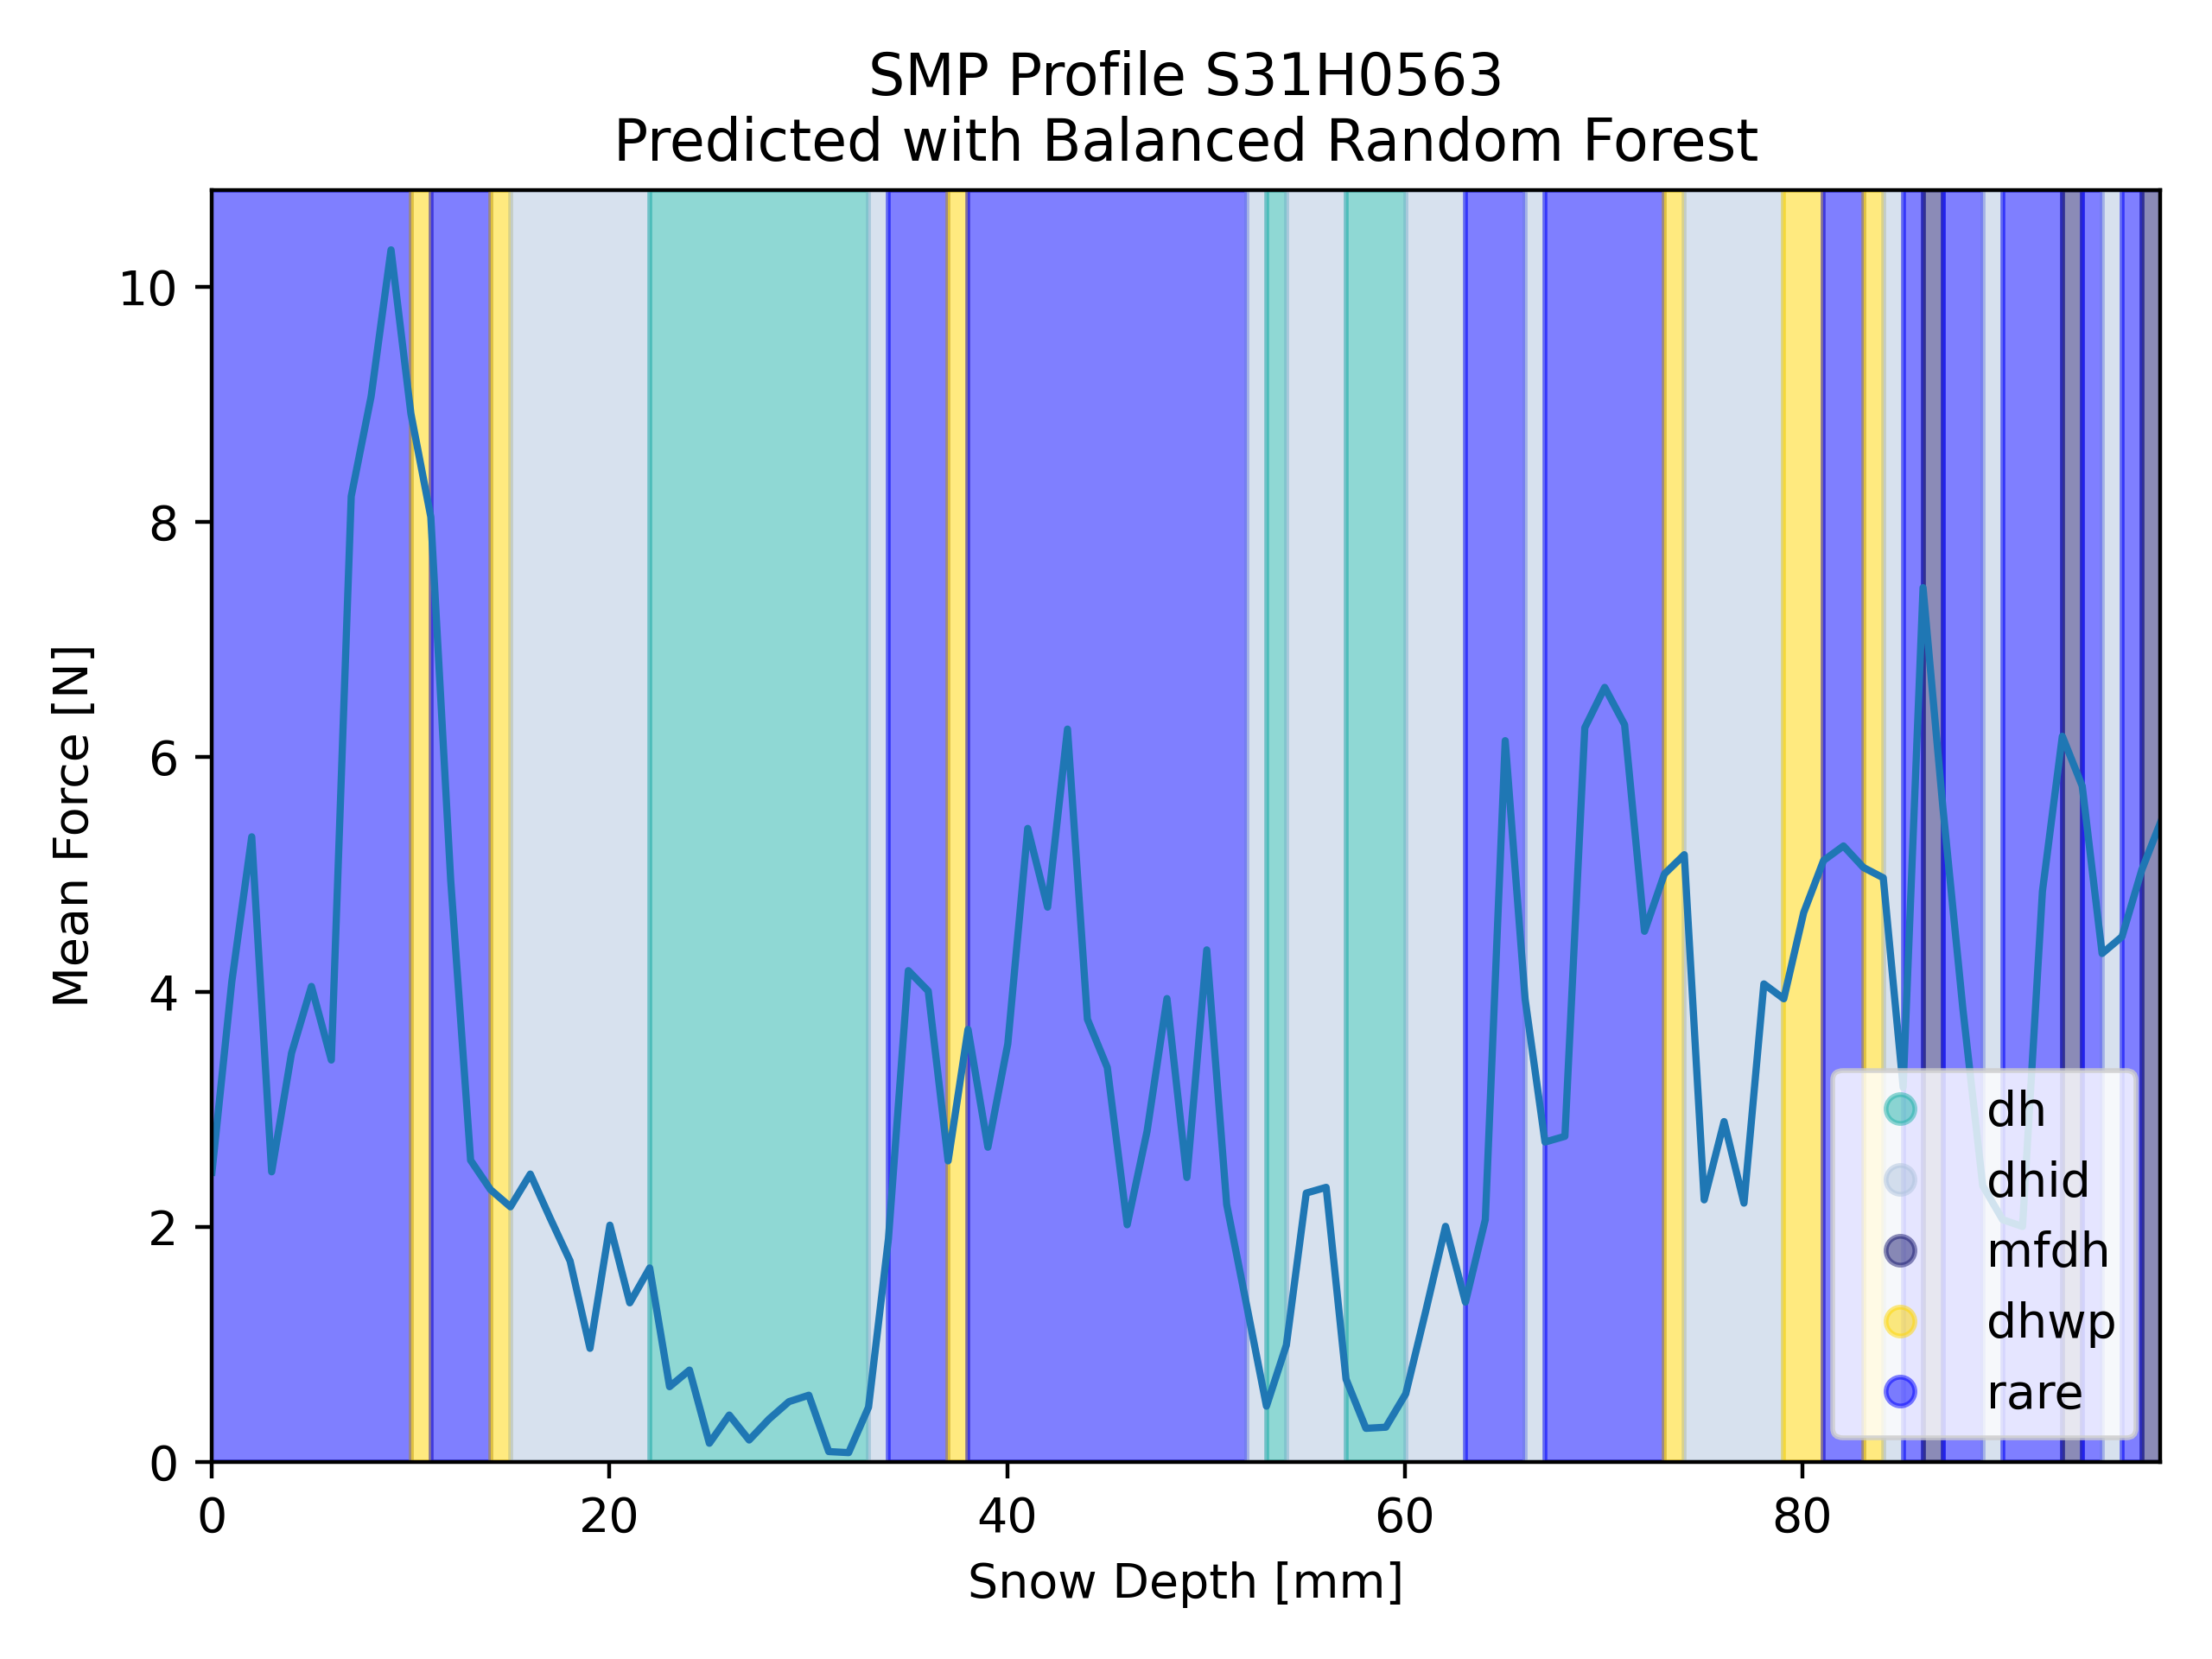 SMP Profile S31H0563
Predicted with Balanced Random Forest
Mean Force [N]
10
8
6
4
2
0
0 20 40 60 80
Snow Depth [mm]
dh
dhid
mfdh
dhwp
rare